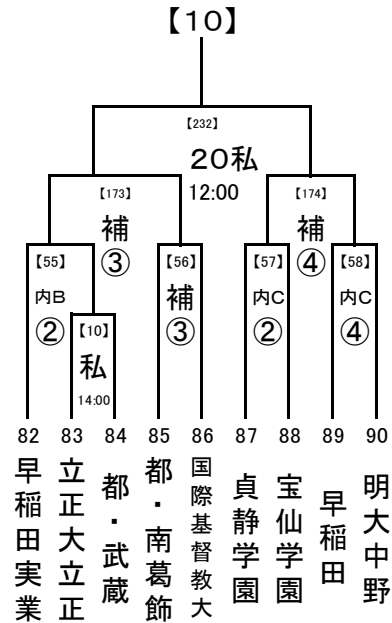 【10】
【232】
20私
12:00
【173】
補
③
【174】
補
④
【55】
内B
②
【56】
補
③
【57】
内C
②
【58】
内C
④
【10】
私
14:00
82 83 84 85 86 87 88 89 90
早稲田実業
立正大立正
都・武蔵
都・南葛飾
国際基督教大
貞静学園
宝仙学園
早稲田
明大中野